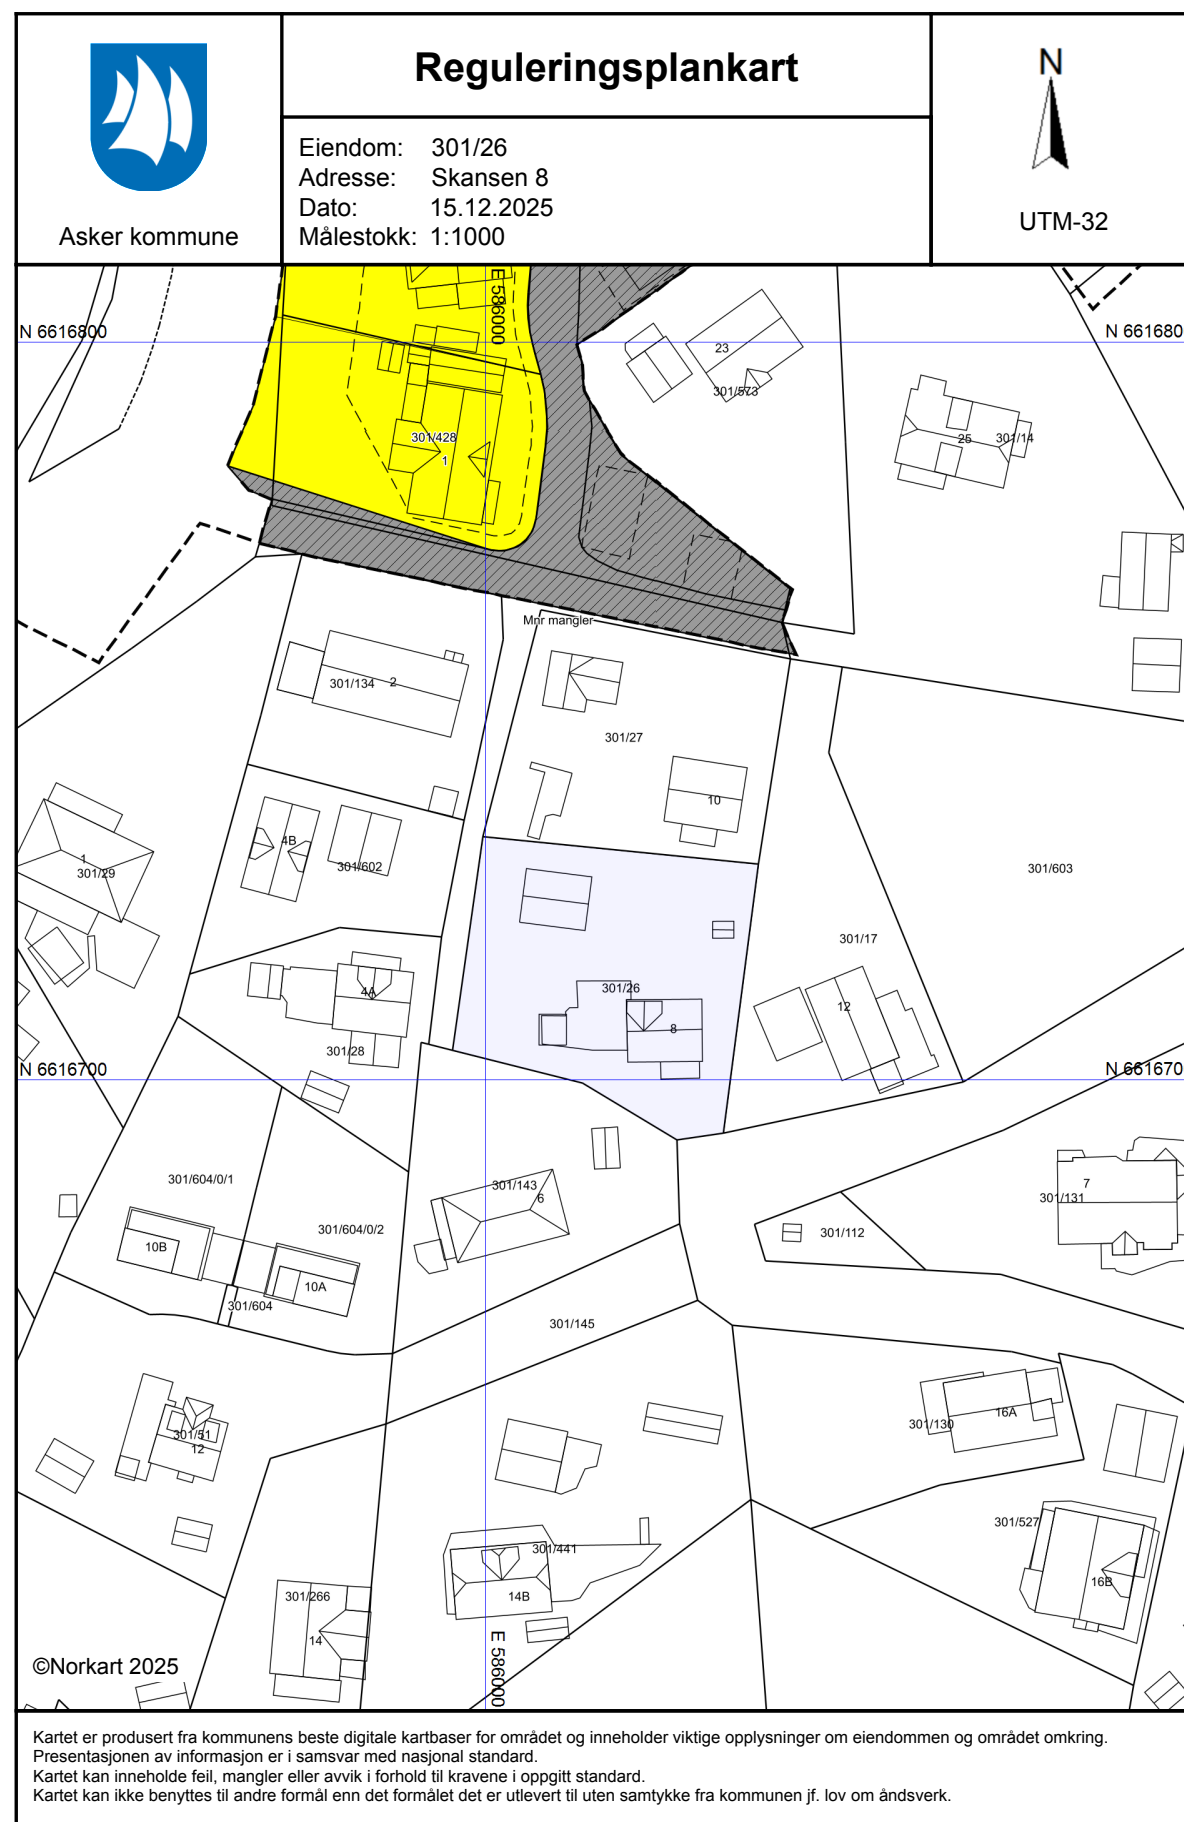 Reguleringsplankart
Eiendom: 301/26
Adresse: Skansen 8
Dato: 15.12.2025
Målestokk: 1:1000
Asker kommune
N
UTM-32
E 586000
N 6616800
N 661680
23
301/573
25
301/14
301/428
1
Mnr mangler
301/134
2
301/27
10
4B
301/602
1
301/29
301/603
301/17
301/26
4A
12
8
301/28
N 6616700
N 661670
301/604/0/1
301/143
6
7
301/131
301/604/0/2
301/112
10B
10A
301/604
301/145
16A
301/130
301/51
12
301/527
301/441
16B
301/266
14B
14
E 586000
©Norkart 2025
Kartet er produsert fra kommunens beste digitale kartbaser for området og inneholder viktige opplysninger om eiendommen og området omkring.
Presentasjonen av informasjon er i samsvar med nasjonal standard.
Kartet kan inneholde feil, mangler eller avvik i forhold til kravene i oppgitt standard.
Kartet kan ikke benyttes til andre formål enn det formålet det er utlevert til uten samtykke fra kommunen jf. lov om åndsverk.